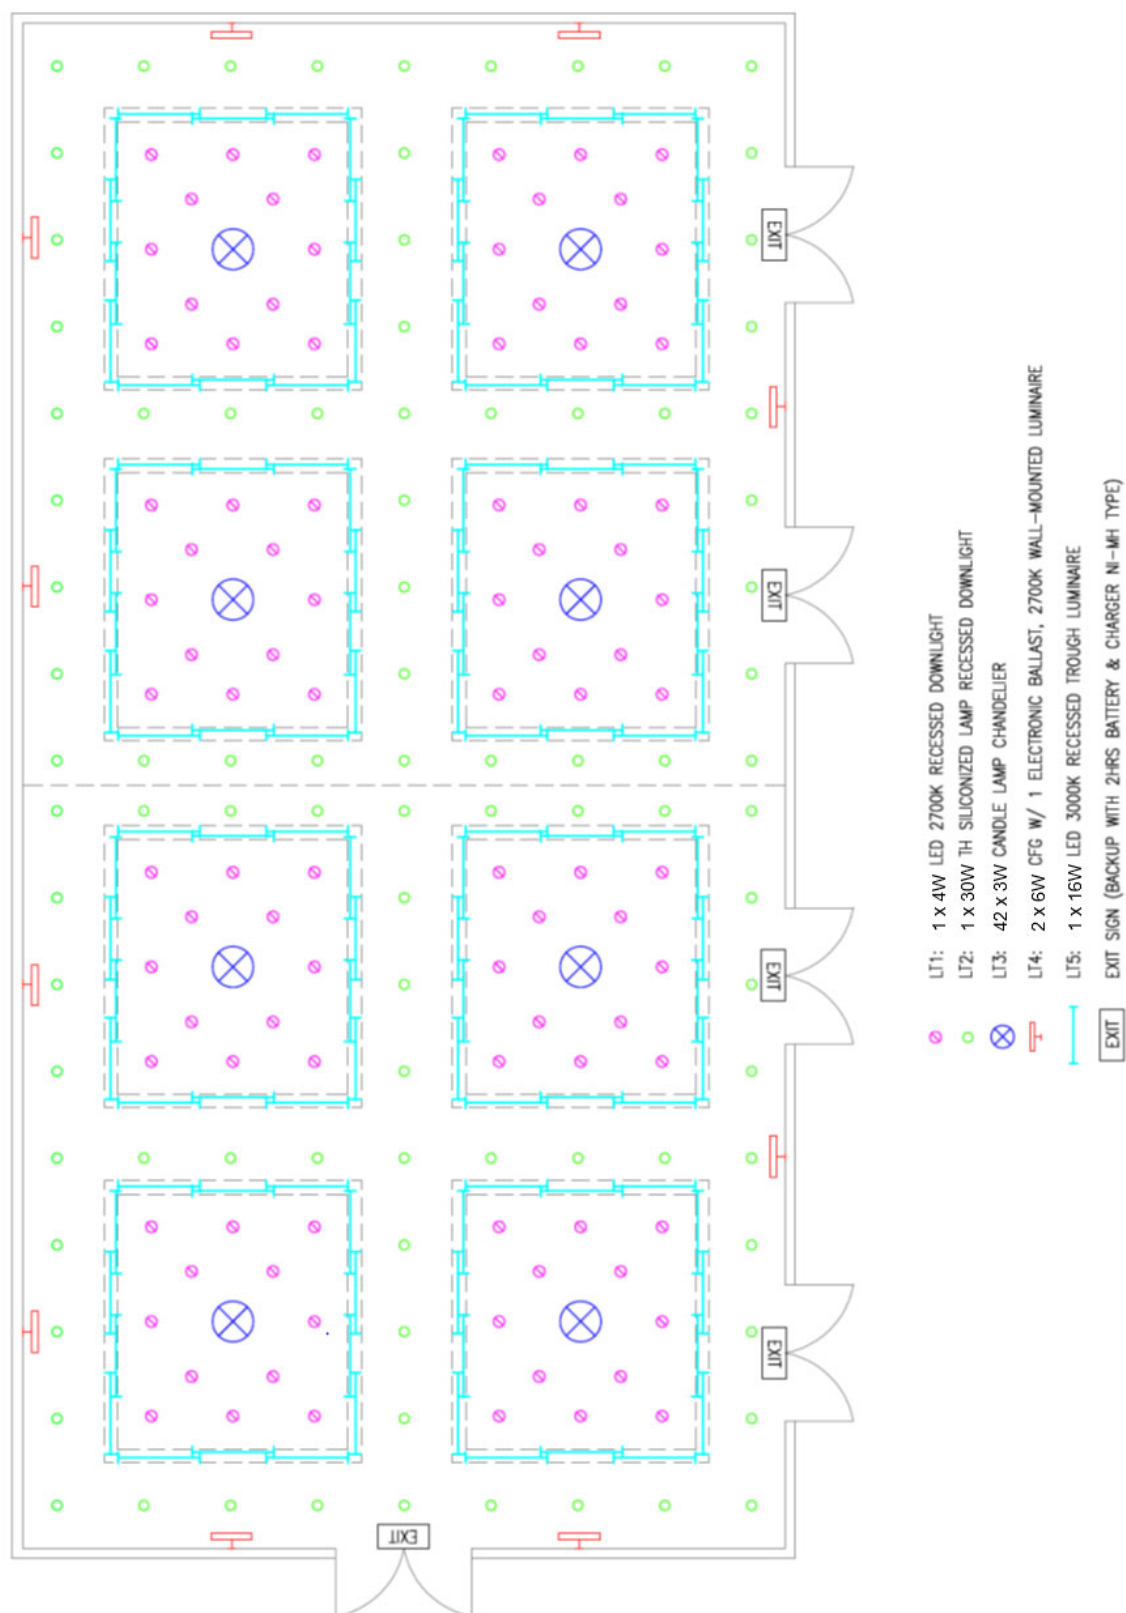 EXIT
EXIT
EXIT
EXIT
EXIT
LT1: 1 x 4W LED 2700K RECESSED DOWNLIGHT
LT2: 1 x 30W TH SILICONIZED LAMP RECESSED DOWNLIGHT
LT3: 42 x 3W CANDLE LAMP CHANDELIER
LT4: 2 x 6W CFG W/ 1 ELECTRONIC BALLAST, 2700K WALL-MOUNTED LUMINAIRE
LT5: 1 x 16W LED 3000K RECESSED TROUGH LUMINAIRE
EXIT EXIT SIGN (BACKUP WITH 2HRS BATTERY & CHARGER NI-MH TYPE)